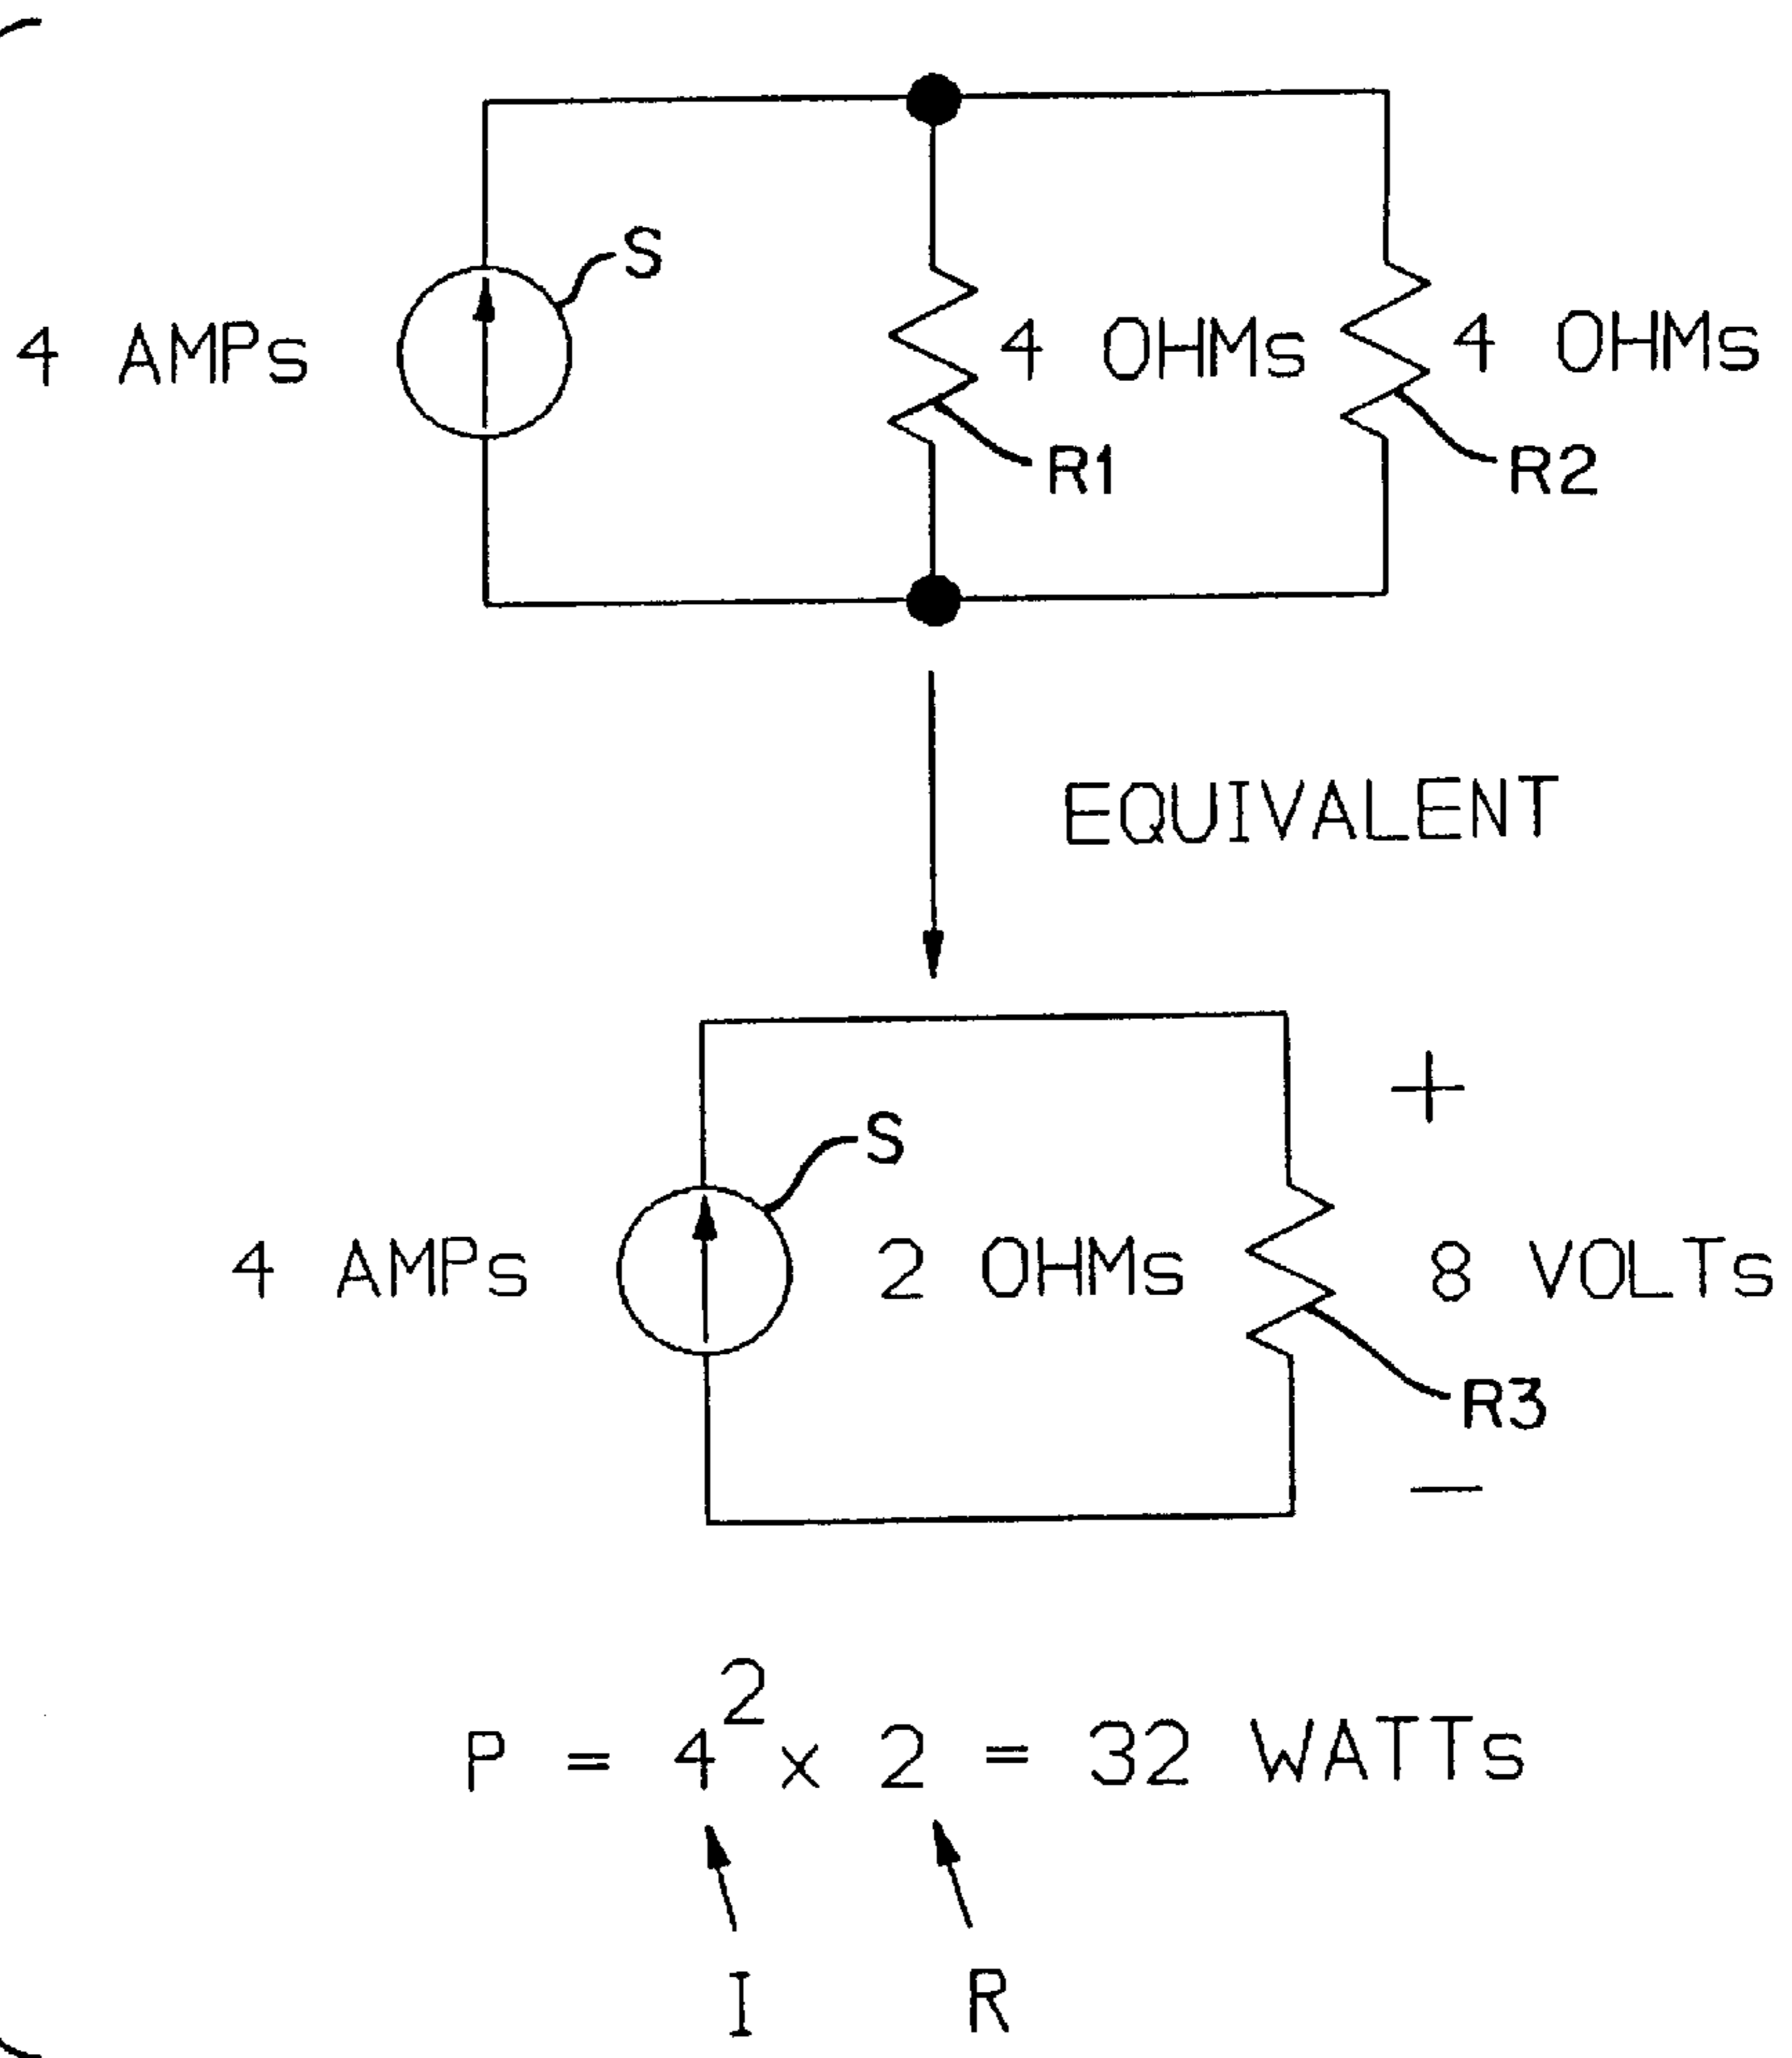 S
4 AMPs
4 OHMs
4 OHMs
R1
R2
EQUIVALENT
+
S
4 AMPs
2 OHMs
8 VOLTs
R3
−
P = 4² x 2 = 32 WATTs
I
R